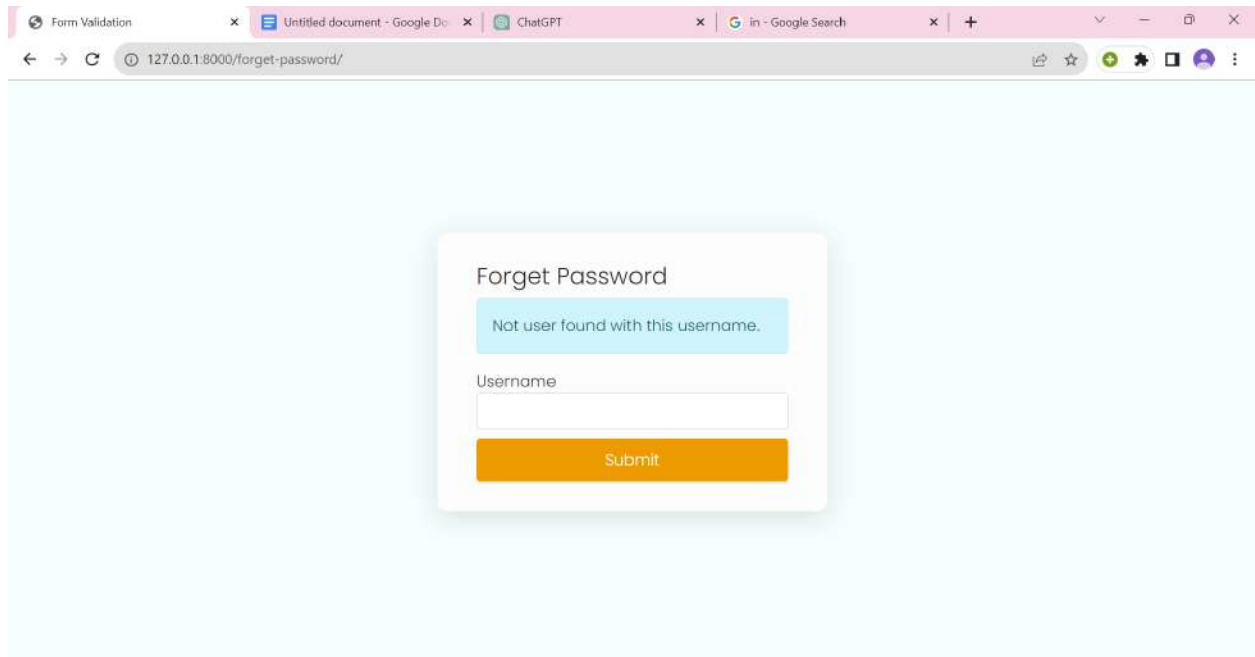 Form Validation
Untitled document - Google Do
ChatGPT
in - Google Search
127.0.0.1:8000/forget-password/
Forget Password
Not user found with this username.
Username
Submit